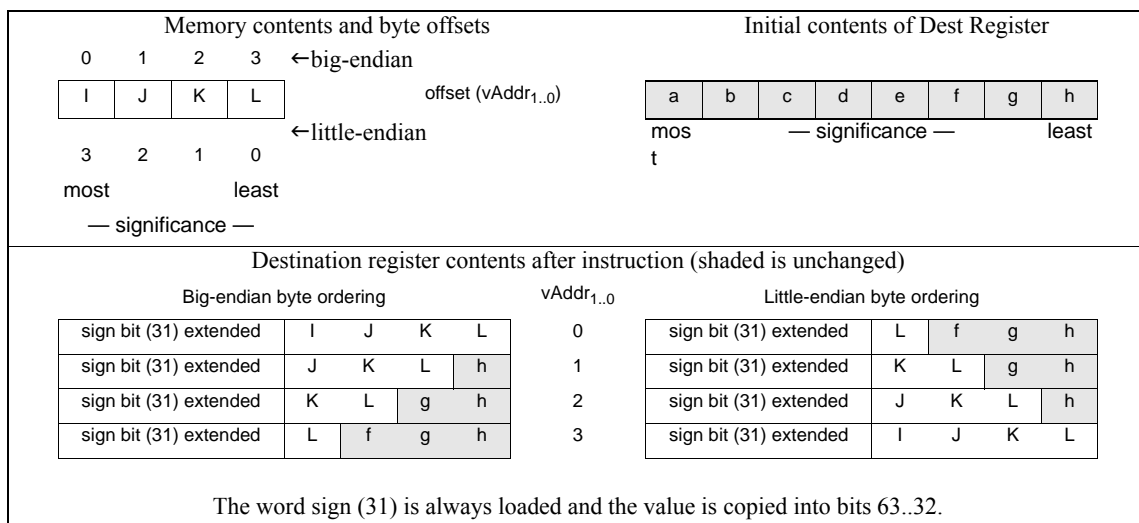 Memory contents and byte offsets
0 1 2 3 ←big-endian
I J K L offset (vAddr1..0)
←little-endian
3 2 1 0
most least
— significance —
Initial contents of Dest Register
a b c d e f g h
mos — significance — least
t
Destination register contents after instruction (shaded is unchanged)
Big-endian byte ordering vAddr1..0 Little-endian byte ordering
sign bit (31) extended I J K L 0 sign bit (31) extended L f g h
sign bit (31) extended J K L h 1 sign bit (31) extended K L g h
sign bit (31) extended K L g h 2 sign bit (31) extended J K L h
sign bit (31) extended L f g h 3 sign bit (31) extended I J K L
The word sign (31) is always loaded and the value is copied into bits 63..32.